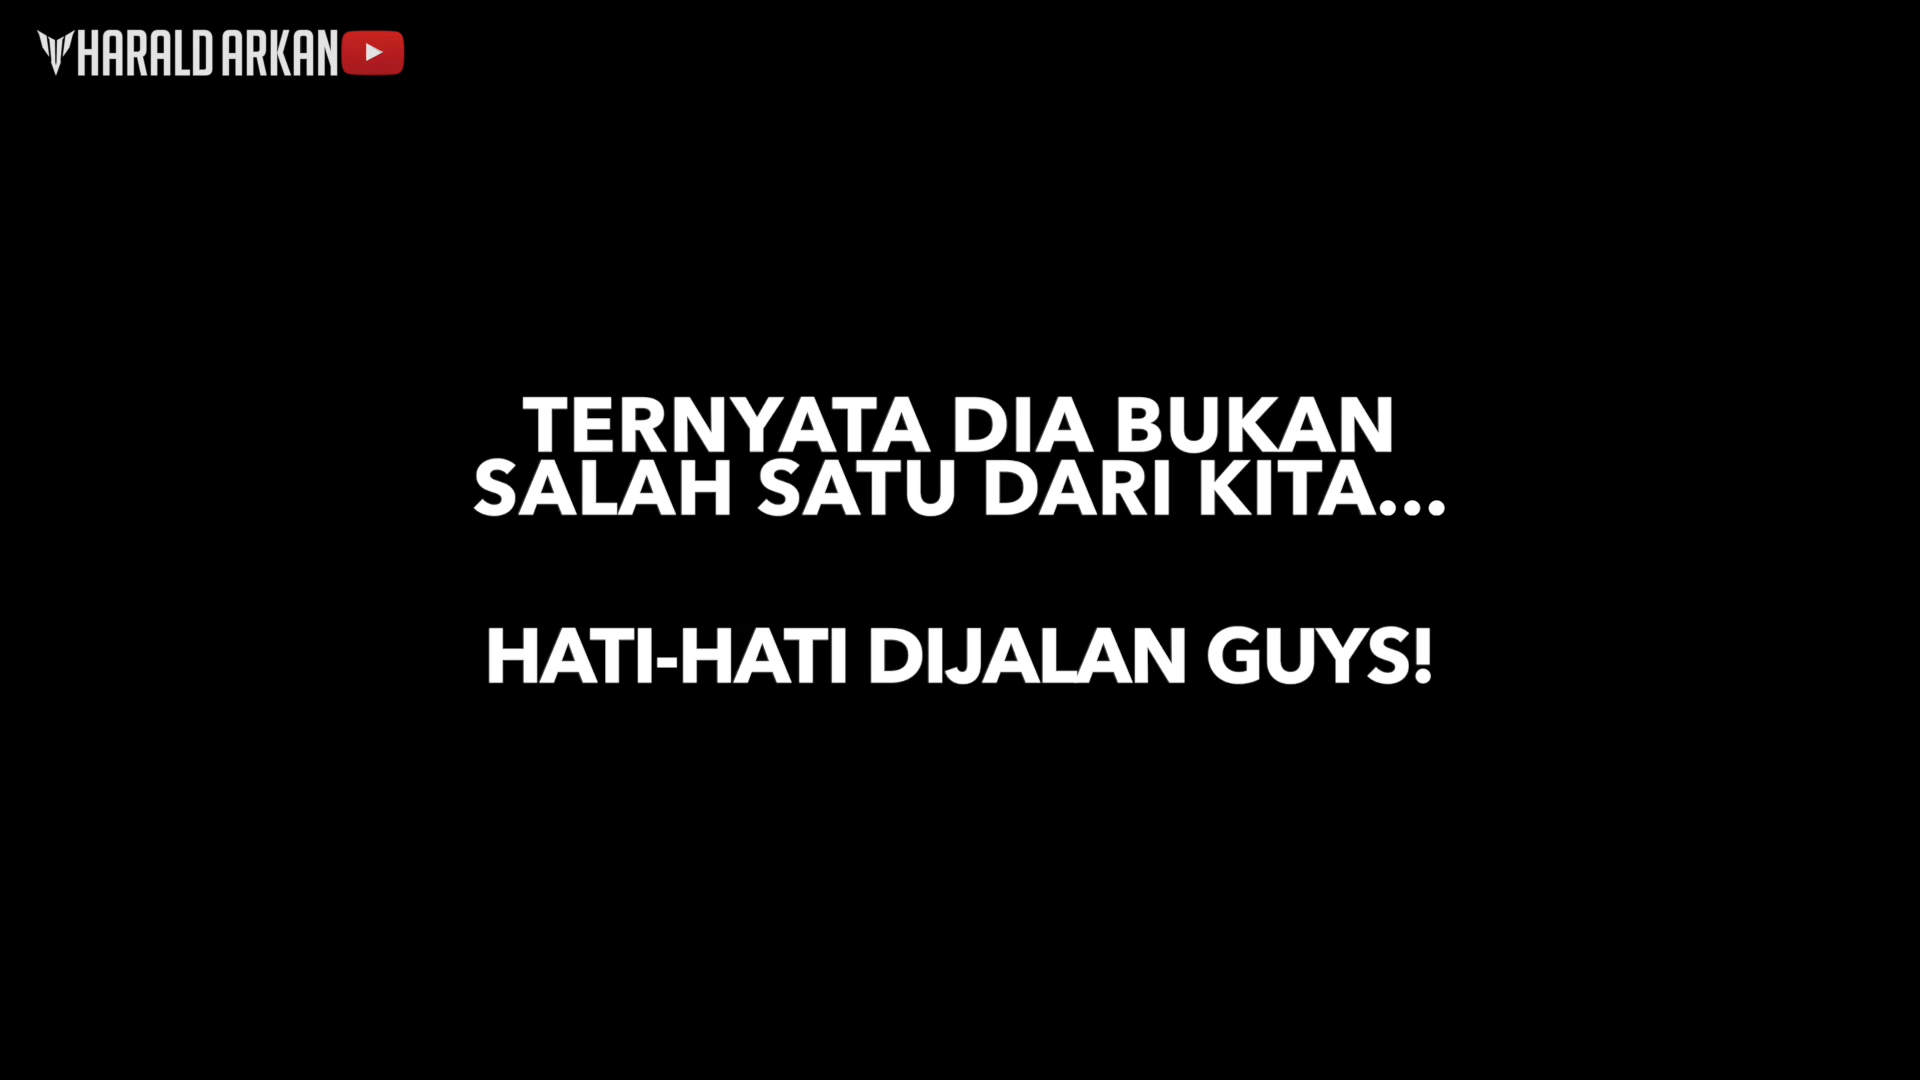 HARALD ARKAN
TERNYATA DIA BUKAN
SALAH SATU DARI KITA...
HATI-HATI DIJALAN GUYS!